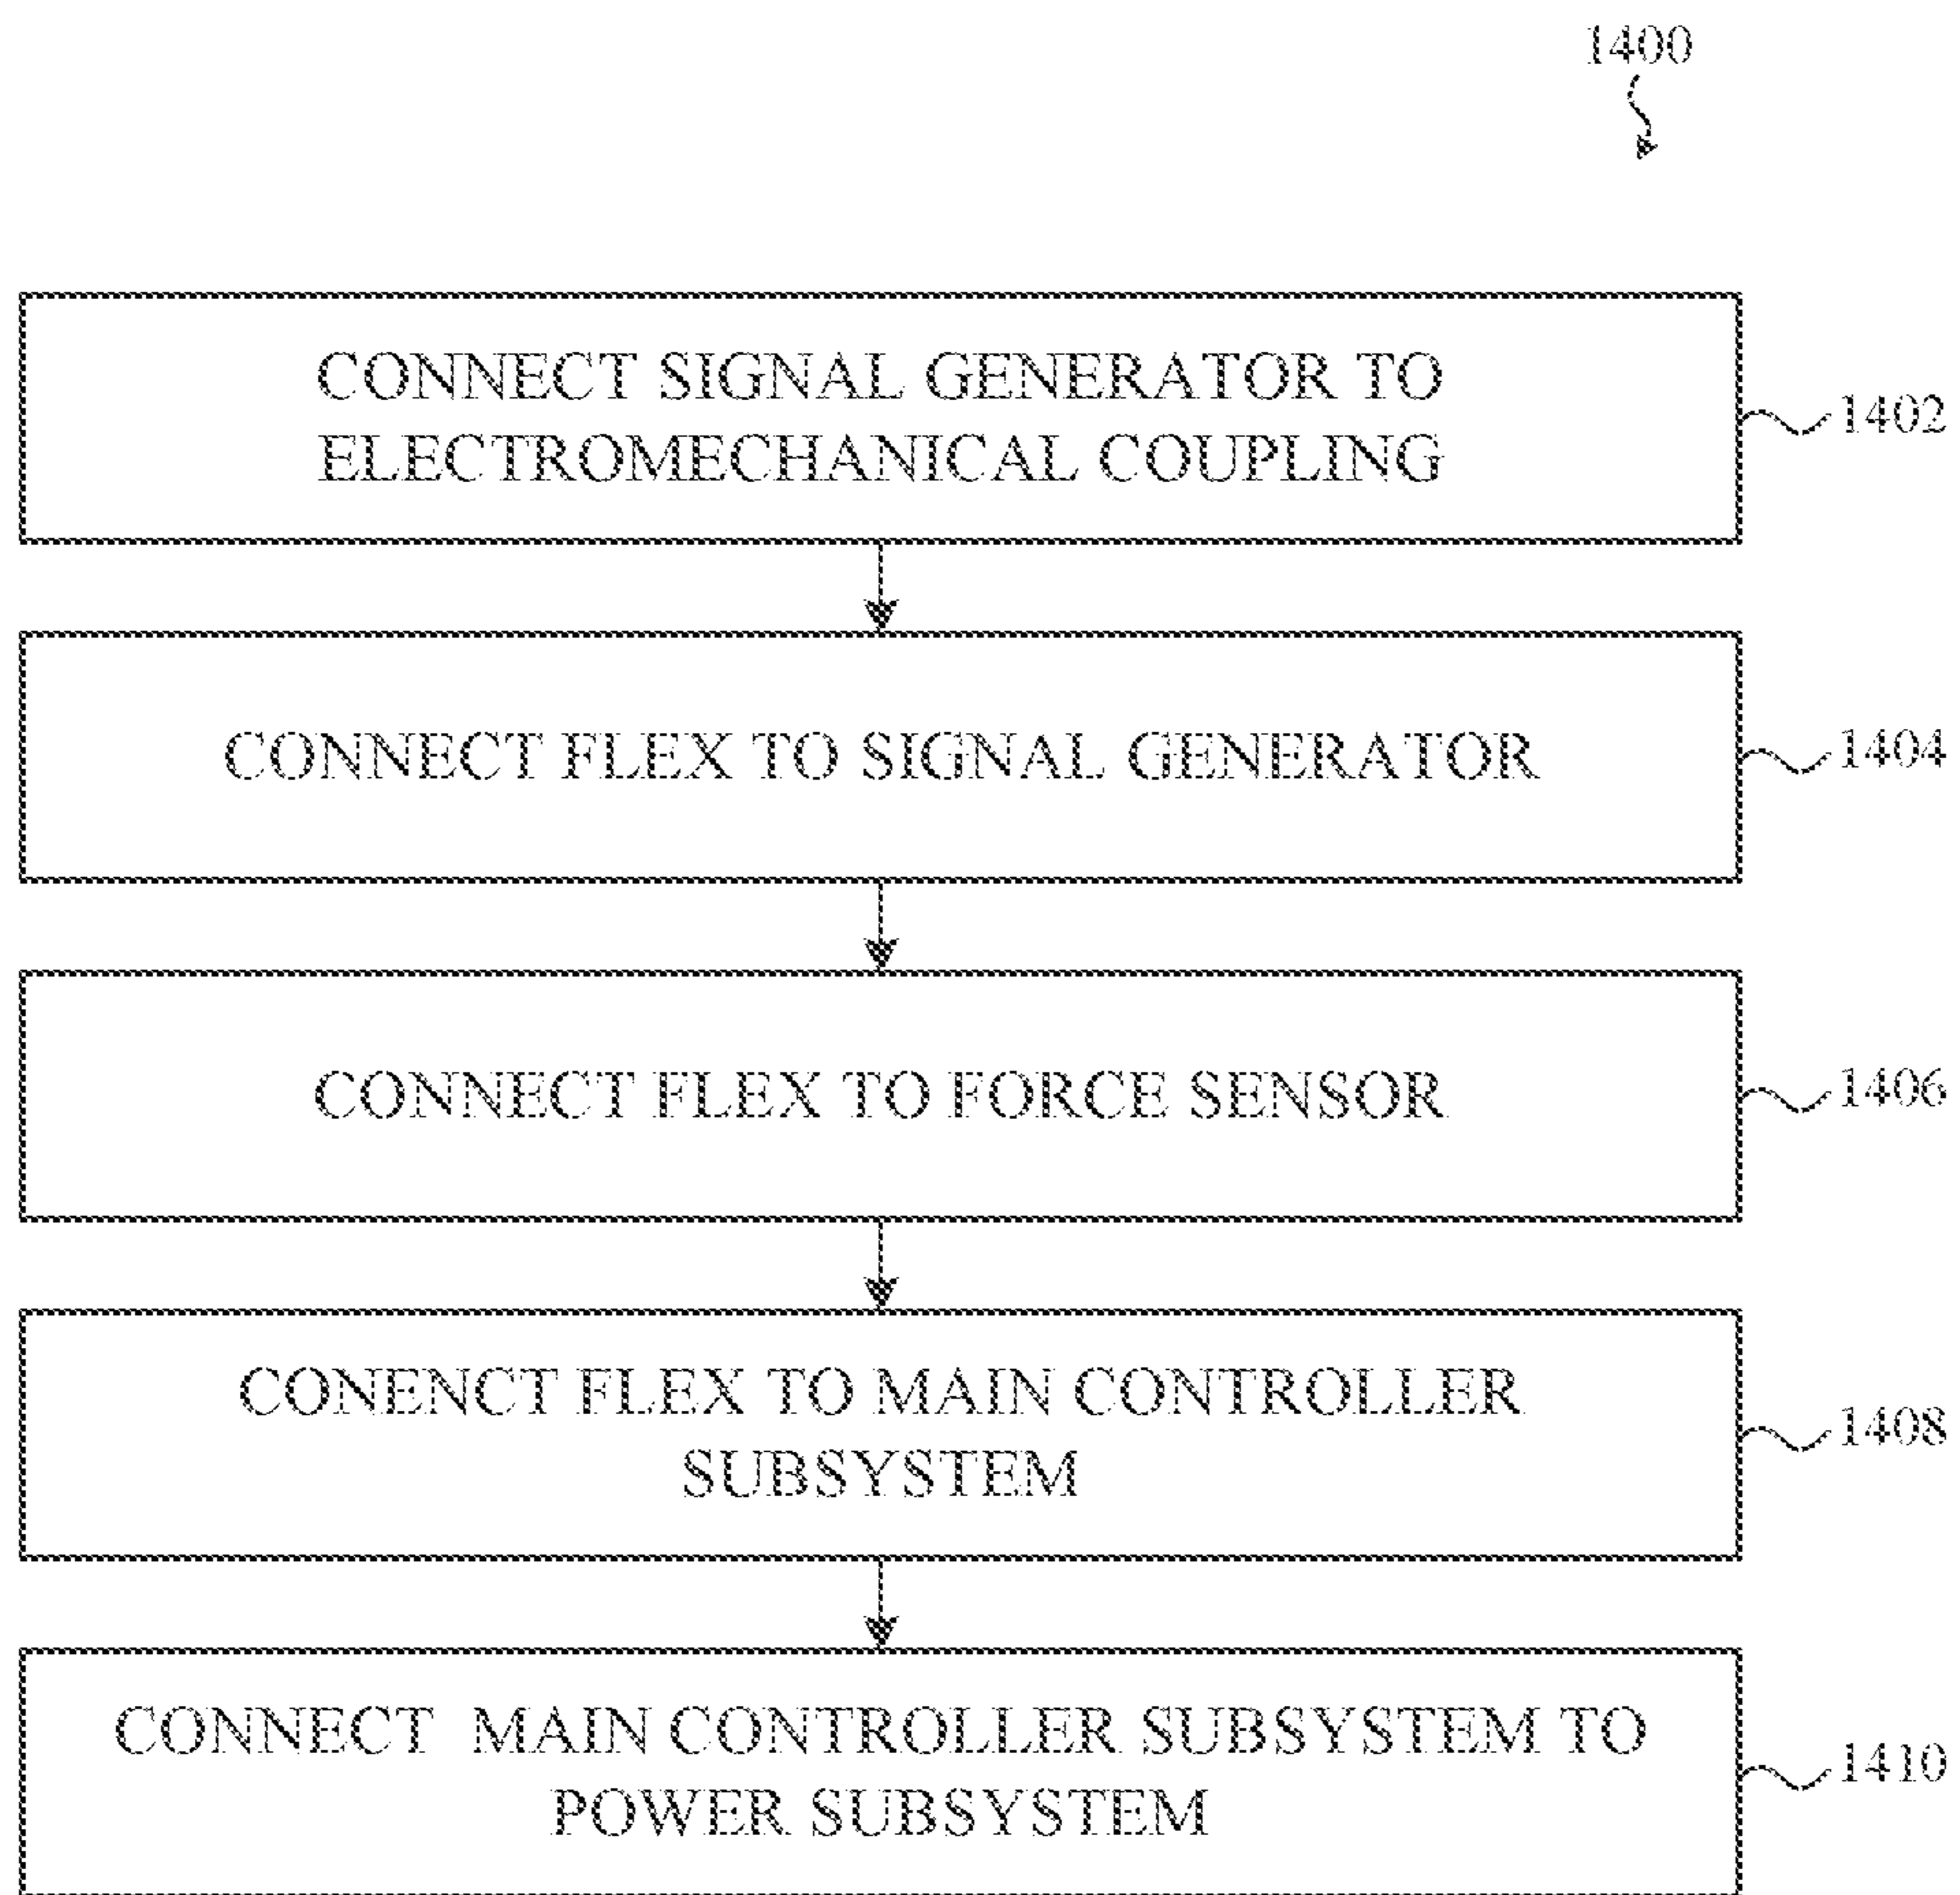 1400
CONNECT SIGNAL GENERATOR TO
ELECTROMECHANICAL COUPLING
1402
CONNECT FLEX TO SIGNAL GENERATOR
1404
CONNECT FLEX TO FORCE SENSOR
1406
CONENCT FLEX TO MAIN CONTROLLER
SUBSYSTEM
1408
CONNECT MAIN CONTROLLER SUBSYSTEM TO
POWER SUBSYSTEM
1410